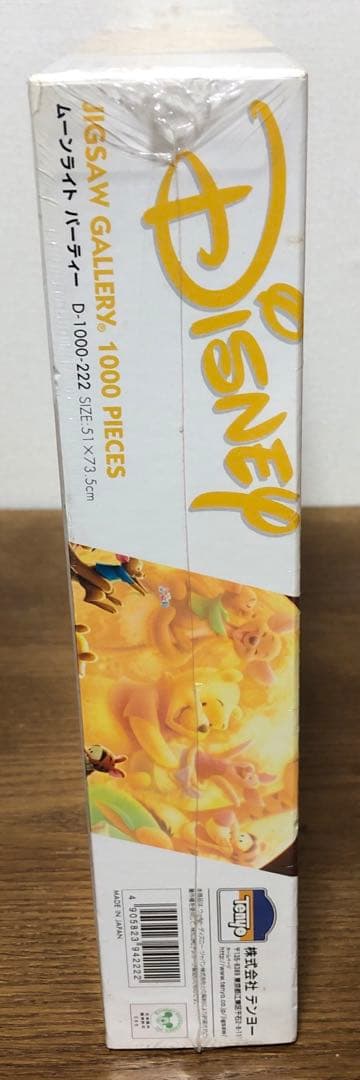 Disney
JIGSAW GALLERY® 1000 PIECES
ムーンライト パーティー D-1000-222 SIZE:51×73.5cm
Tenyo
株式会社 テンヨー
4 905823 942222
MADE IN JAPAN